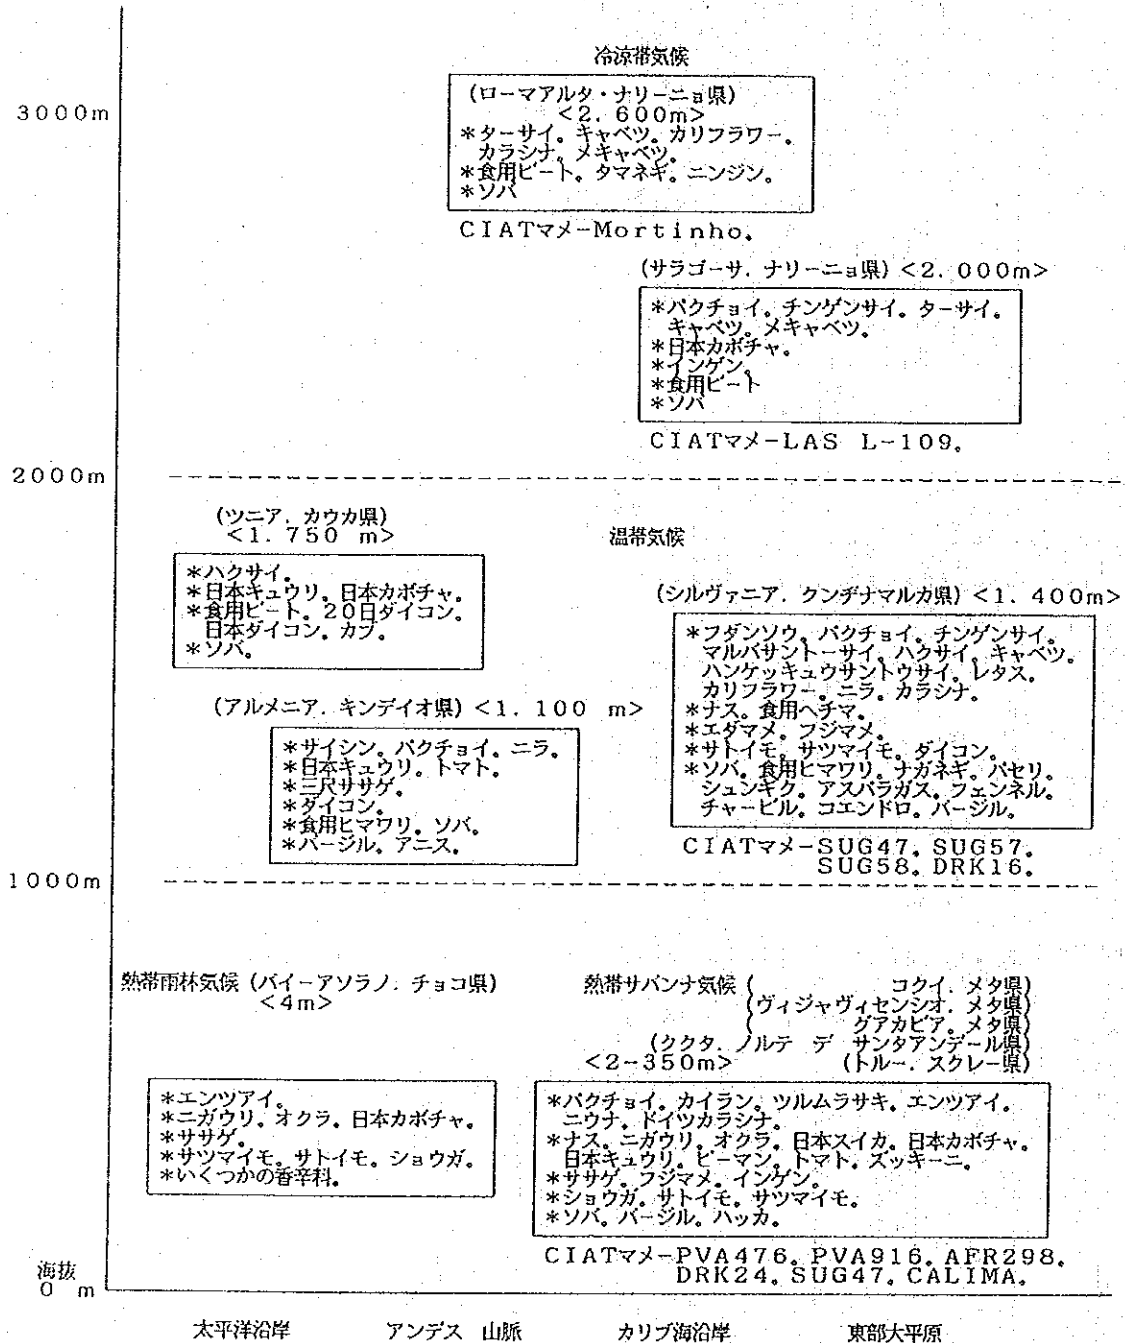 冷涼帯気候
3000m
(ローマアルタ・ナリーニョ県)
<2.600m>
*ターサイ。キャベツ。カリフラワー。
カラシナ。メキャベツ。
*食用ビート。タマネギ。ニンジン。
*ソバ
CIATマメ-Mortinho。
(サラゴーサ.ナリーニョ県)<2.000m>
*パクチョイ。チンゲンサイ。ターサイ。
キャベツ。メキャベツ。
*日本カボチャ。
*インゲン。
*食用ビート
*ソバ
CIATマメ-LAS L-109。
2000m
(ツニア.カウカ県)
<1.750 m>
*ハクサイ。
*日本キュウリ。日本カボチャ。
*食用ビート。20日ダイコン。
日本ダイコン。カブ。
*ソバ。
温帯気候
(シルヴァニア.クンヂナマルカ県)<1.400m>
*フダンソウ。パクチョイ。チンゲンサイ。
マルバサントーサイ。ハクサイ。キャベツ。
ハンケッキュウサントウサイ。レタス。
カリフラワー。ニラ。カラシナ。
*ナス。食用ヘチマ。
*エダマメ。フジマメ。
*サトイモ。サツマイモ。ダイコン。
*ソバ。食用ヒマワリ。ナガネギ。パセリ。
シュンギク。アスパラガス。フェンネル。
チャービル。コエンドロ。バージル。
CIATマメ-SUG47。SUG57。
SUG58。DRK16。
(アルメニア.キンデイオ県)<1.100 m>
*サイシン。パクチョイ。ニラ。
*日本キュウリ。トマト。
*三尺ササゲ。
*ダイコン。
*食用ヒマワリ。ソバ。
*バージル。アニス。
1000m
熱帯雨林気候(バイーアソラノ.チョコ県)
<4m>
*エンツアイ。
*ニガウリ。オクラ。日本カボチャ。
*ササゲ。
*サツマイモ。サトイモ。ショウガ。
*いくつかの香辛料。
熱帯サバンナ気候( コクイ.メタ県)
(ヴィジャヴィセンシオ.メタ県)
( グアカビア.メタ県)
(ククタ.ノルテ デ サンタアンデール県)
<2-350m> (トルー.スクレー県)
*パクチョイ。カイラン。ツルムラサキ。エンツアイ。
ニウナ。ドイツカラシナ。
*ナス。ニガウリ。オクラ。日本スイカ。日本カボチャ。
日本キュウリ。ピーマン。トマト。ズッキーニ。
*ササゲ。フジマメ。インゲン。
*ショウガ。サトイモ。サツマイモ。
*ソバ。バージル。ハッカ。
CIATマメ-PVA476。PVA916。AFR298。
DRK24。SUG47。CALIMA。
海抜
0 m
太平洋沿岸 アンデス 山脈 カリブ海沿岸 東部大平原